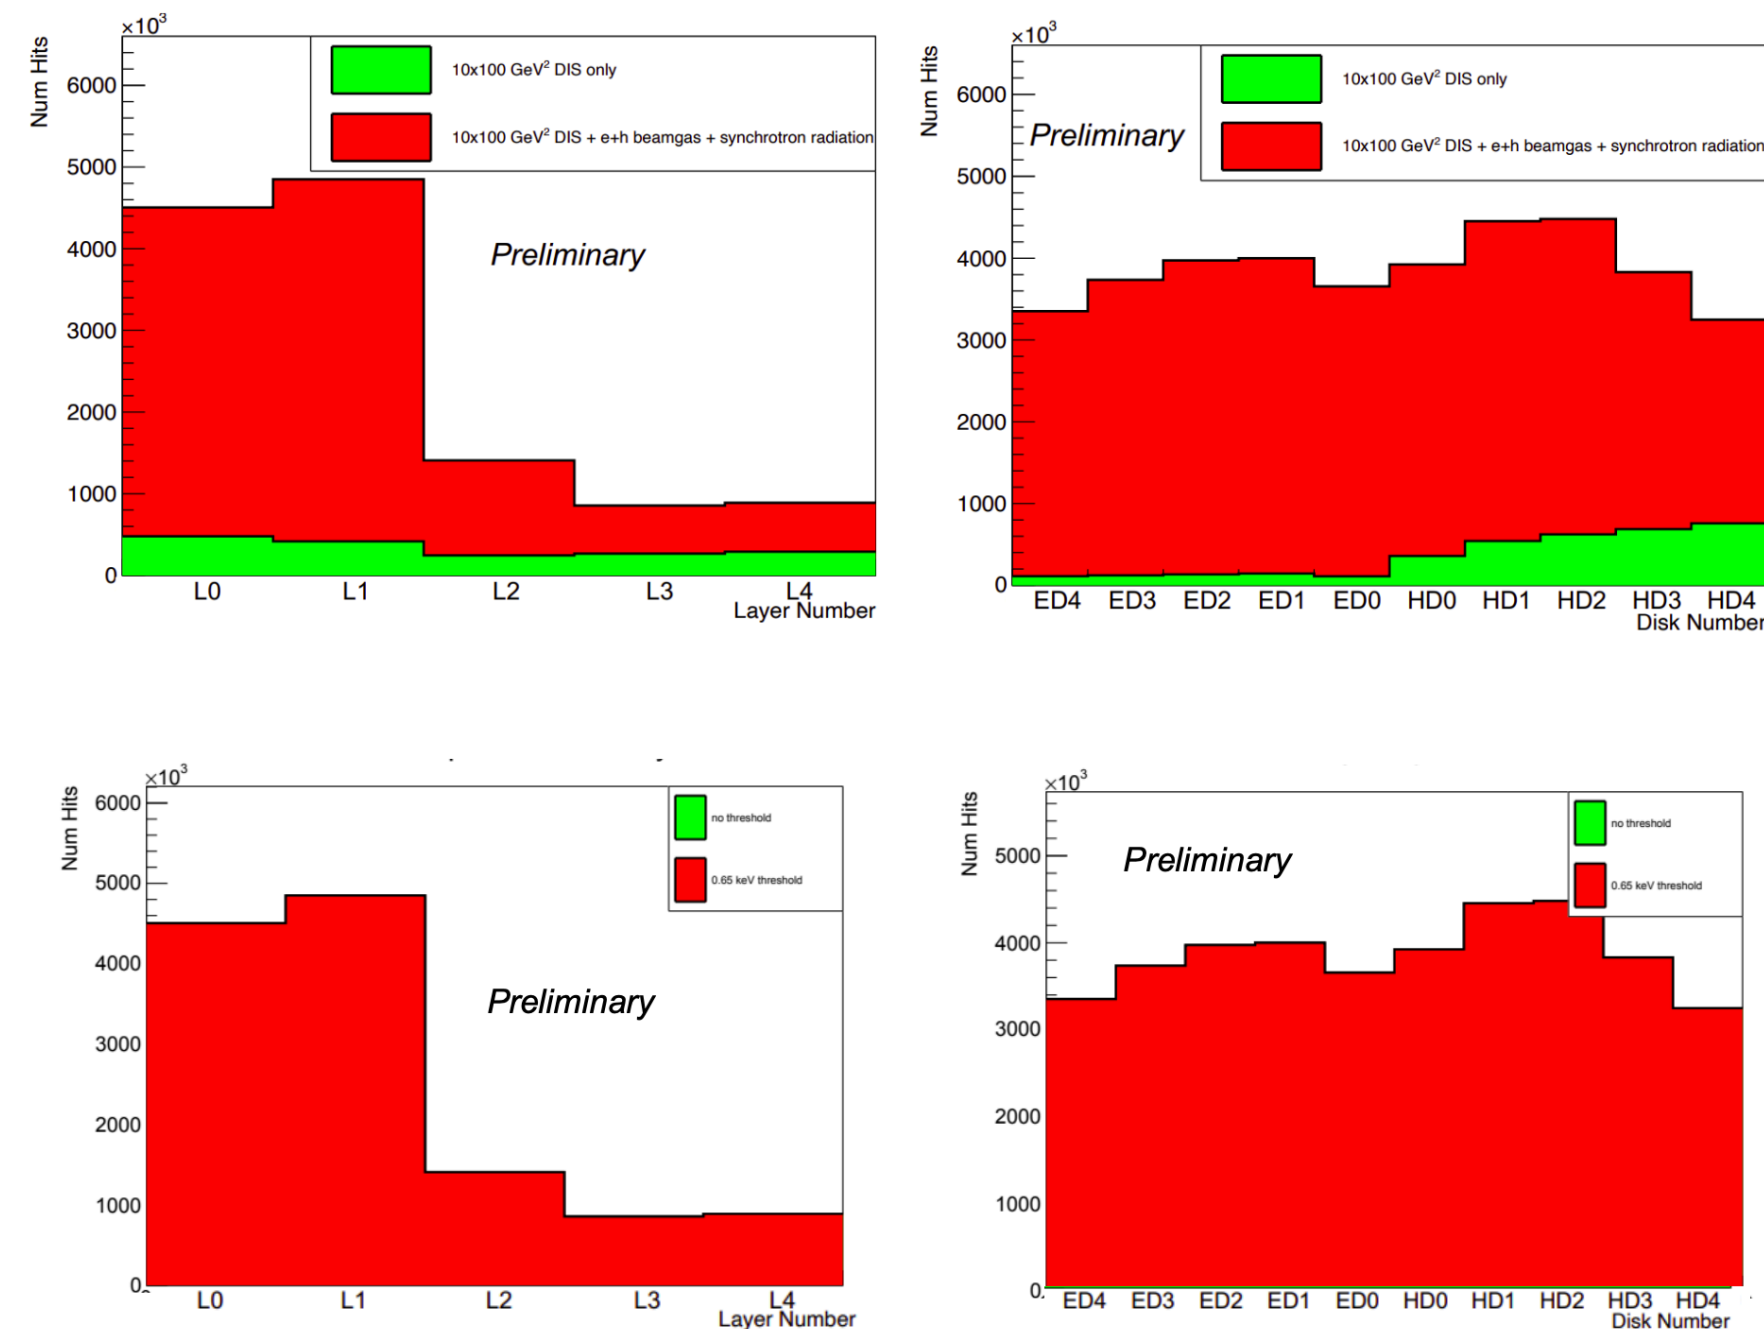 ×10³
Num Hits
6000
5000
4000
3000
2000
1000
0
10x100 GeV² DIS only
10x100 GeV² DIS + e+h beamgas + synchrotron radiation
Preliminary
L0 L1 L2 L3 L4
Layer Number
×10³
Num Hits
6000
5000
4000
3000
2000
1000
0
10x100 GeV² DIS only
10x100 GeV² DIS + e+h beamgas + synchrotron radiation
Preliminary
ED4 ED3 ED2 ED1 ED0 HD0 HD1 HD2 HD3 HD4
Disk Number
×10³
Num Hits
6000
5000
4000
3000
2000
1000
0
no threshold
0.65 keV threshold
Preliminary
L0 L1 L2 L3 L4
Layer Number
×10³
Num Hits
5000
4000
3000
2000
1000
0
no threshold
0.65 keV threshold
Preliminary
ED4 ED3 ED2 ED1 ED0 HD0 HD1 HD2 HD3 HD4
Disk Number